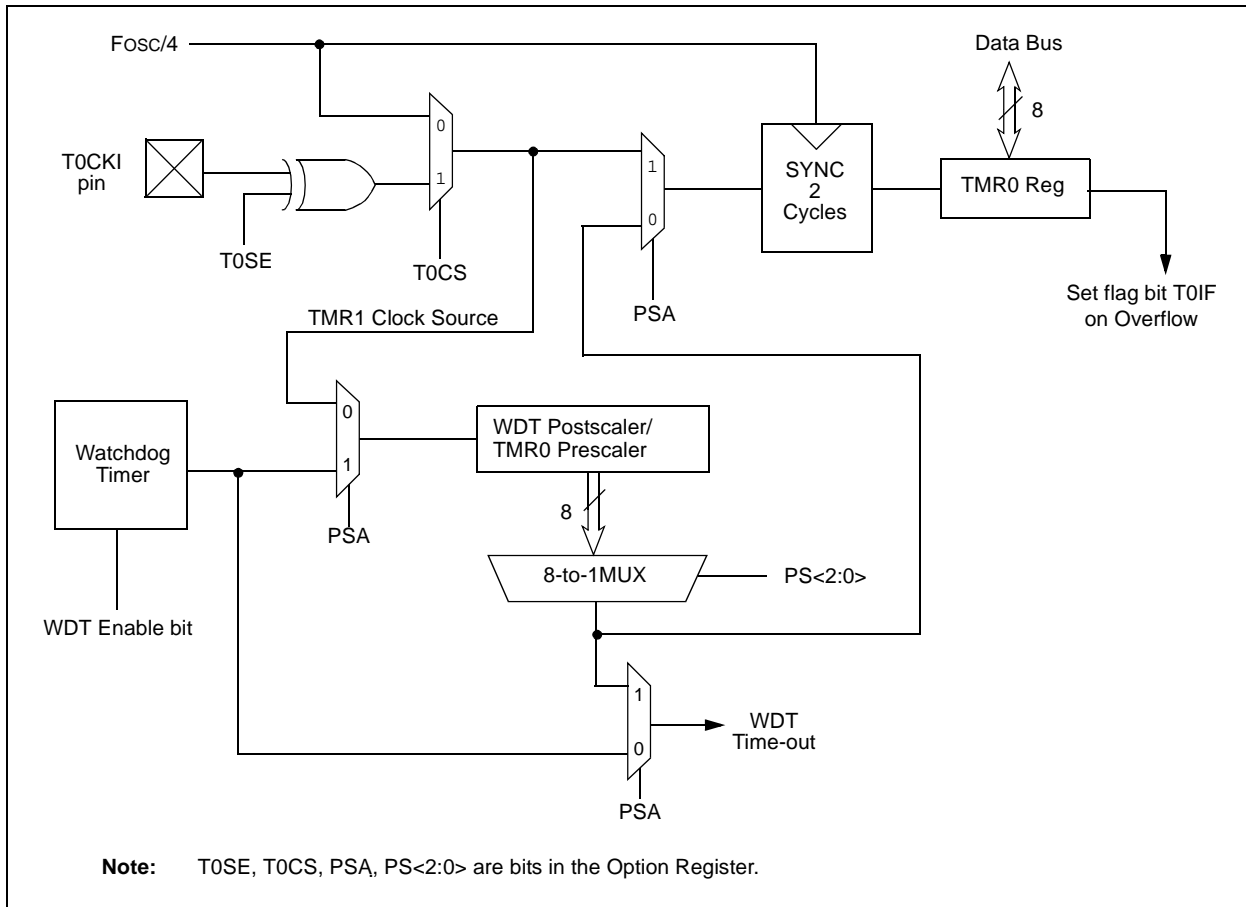 FOSC/4
Data Bus
8
T0CKI
pin
0
1
T0SE
T0CS
1
0
PSA
SYNC
2
Cycles
TMR0 Reg
Set flag bit T0IF
on Overflow
TMR1 Clock Source
Watchdog
Timer
0
1
PSA
WDT Postscaler/
TMR0 Prescaler
8
8-to-1MUX
PS<2:0>
WDT Enable bit
1
0
WDT
Time-out
PSA
Note: T0SE, T0CS, PSA, PS<2:0> are bits in the Option Register.